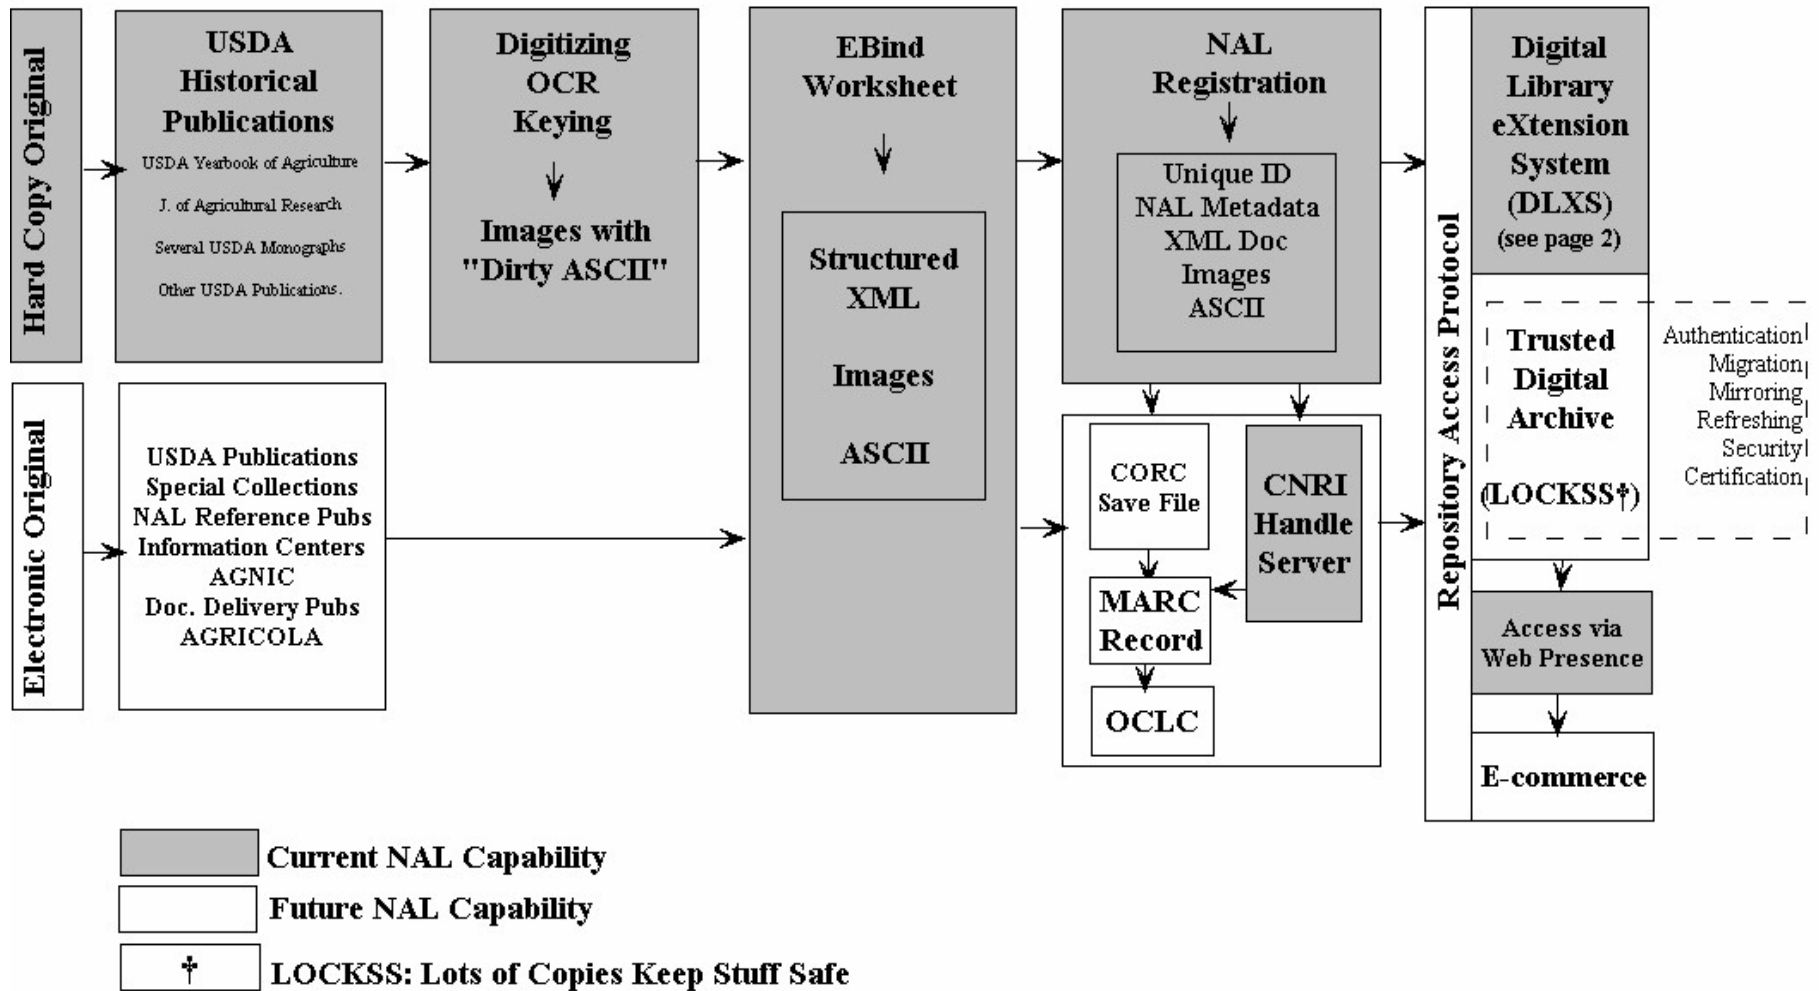 Hard Copy Original
USDA
Historical
Publications
USDA Yearbook of Agriculture
J. of Agricultural Research
Several USDA Monographs
Other USDA Publications.
Digitizing
OCR
Keying
Images with
"Dirty ASCII"
EBind
Worksheet
Structured
XML
Images
ASCII
NAL
Registration
Unique ID
NAL Metadata
XML Doc
Images
ASCII
Repository Access Protocol
Digital
Library
eXtension
System
(DLXS)
(see page 2)
Trusted
Digital
Archive
(LOCKSS†)
Authentication
Migration
Mirroring
Refreshing
Security
Certification
Electronic Original
USDA Publications
Special Collections
NAL Reference Pubs
Information Centers
AGNIC
Doc. Delivery Pubs
AGRICOLA
CORC
Save File
CNRI
Handle
Server
MARC
Record
OCLC
Access via
Web Presence
E-commerce
Current NAL Capability
Future NAL Capability
† LOCKSS: Lots of Copies Keep Stuff Safe